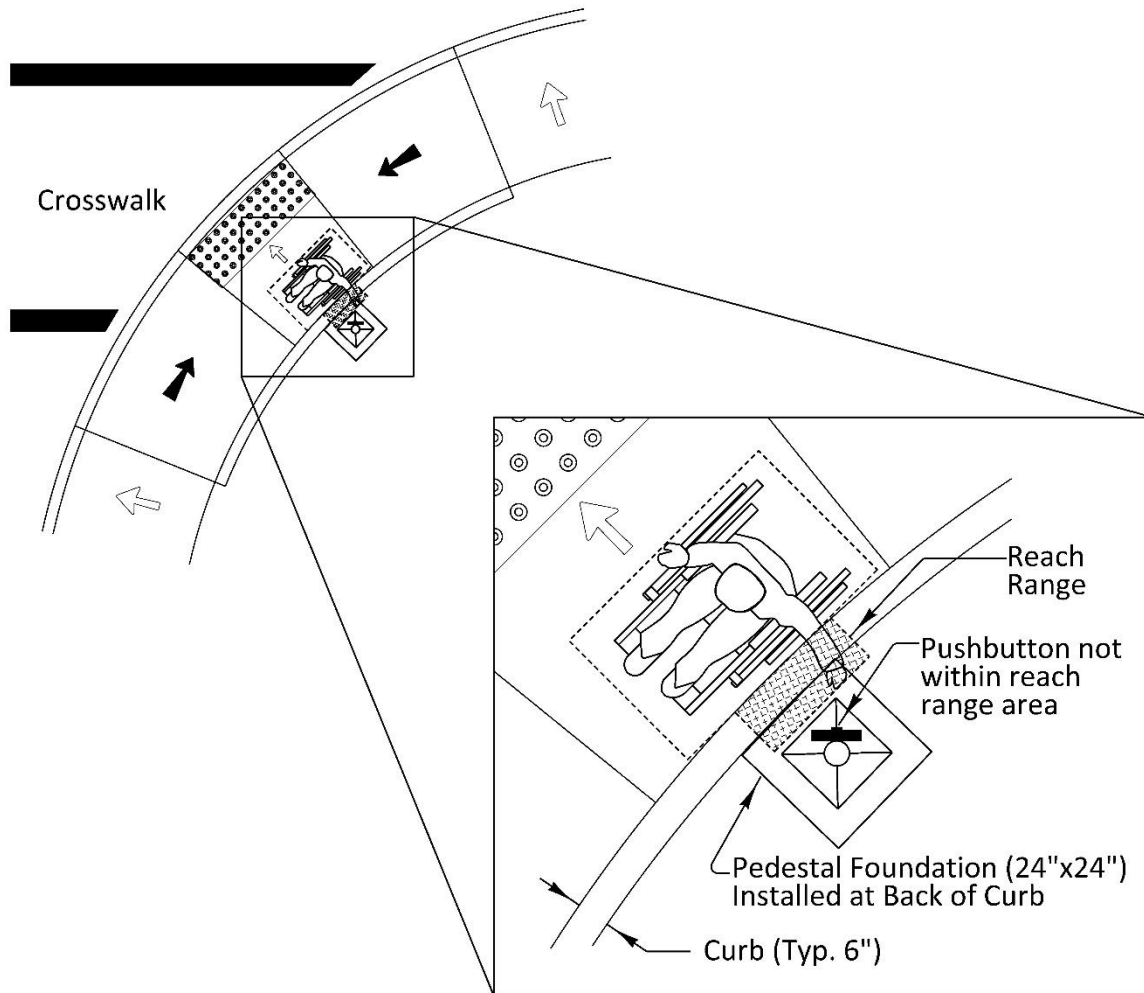 Crosswalk
Reach
Range
Pushbutton not
within reach
range area
Pedestal Foundation (24"x24")
Installed at Back of Curb
Curb (Typ. 6")